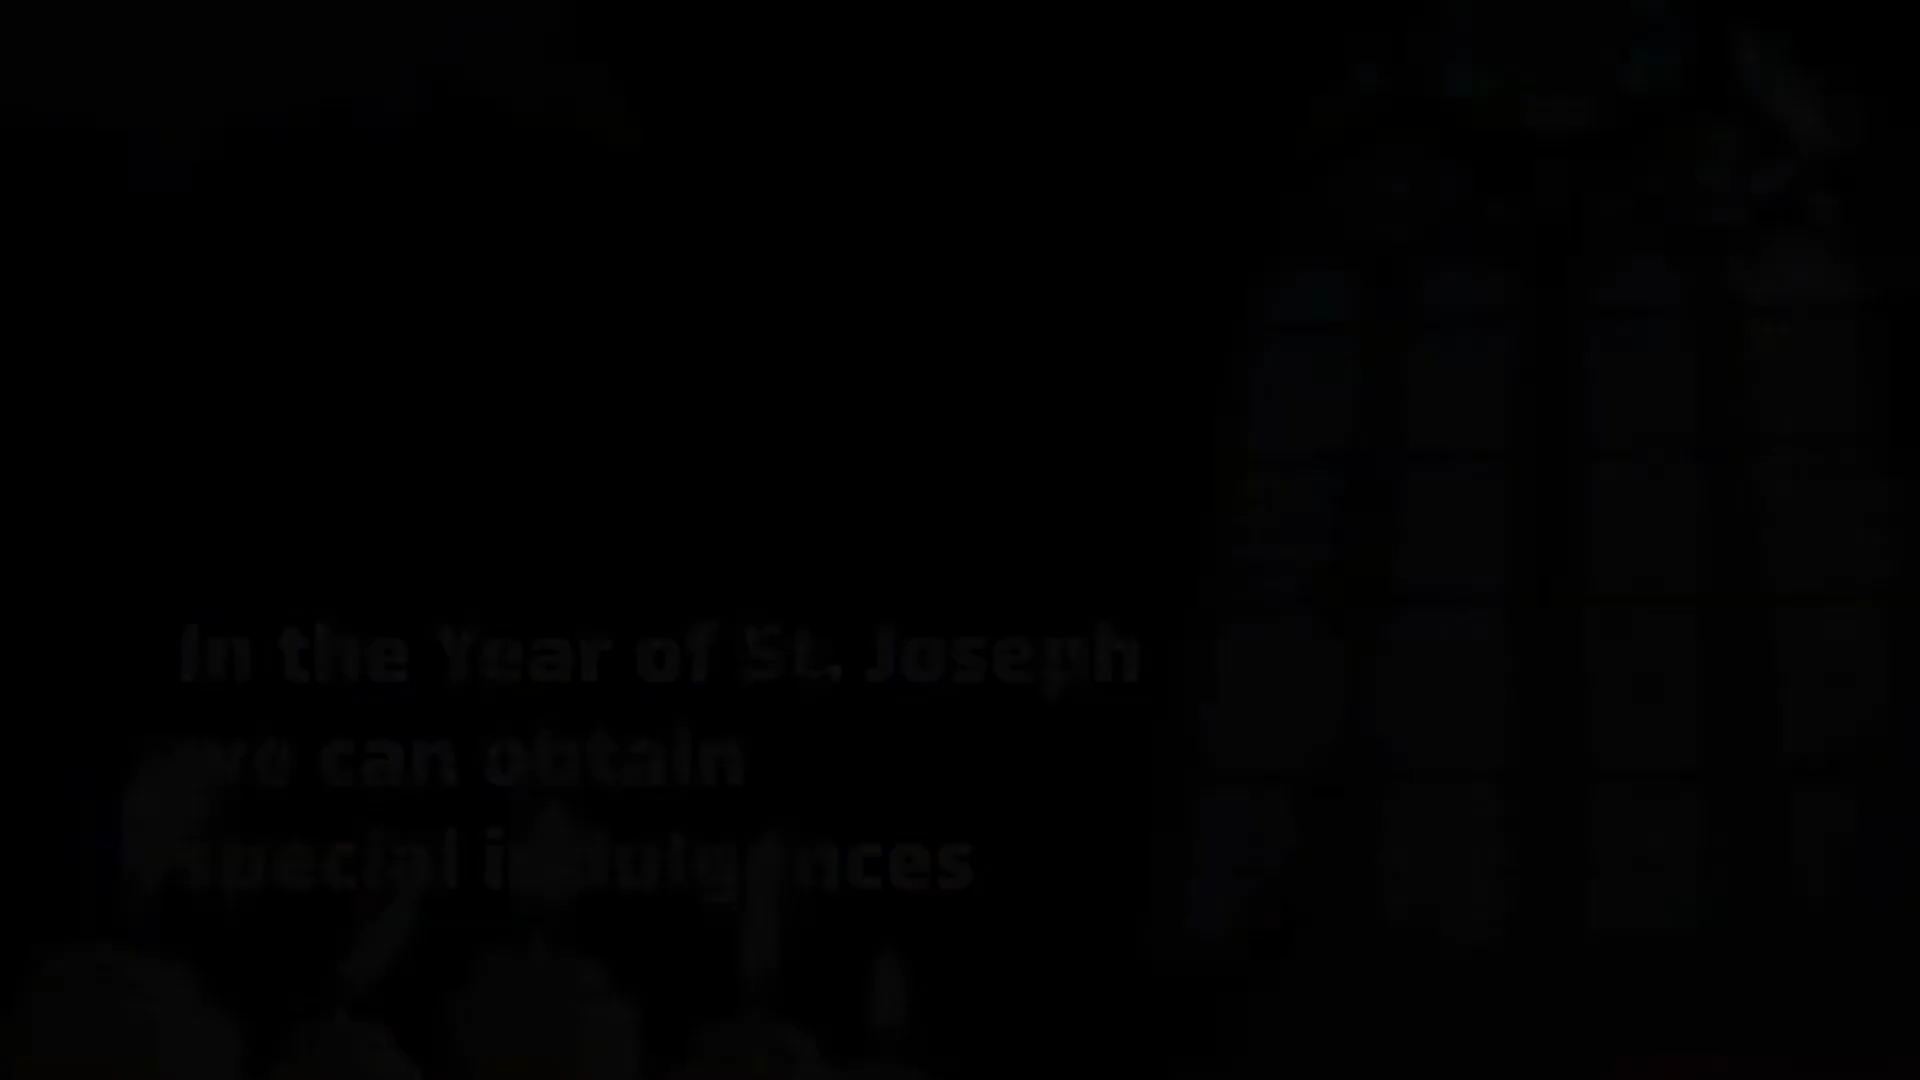 In the Year of St. Joseph
we can obtain
special indulgences